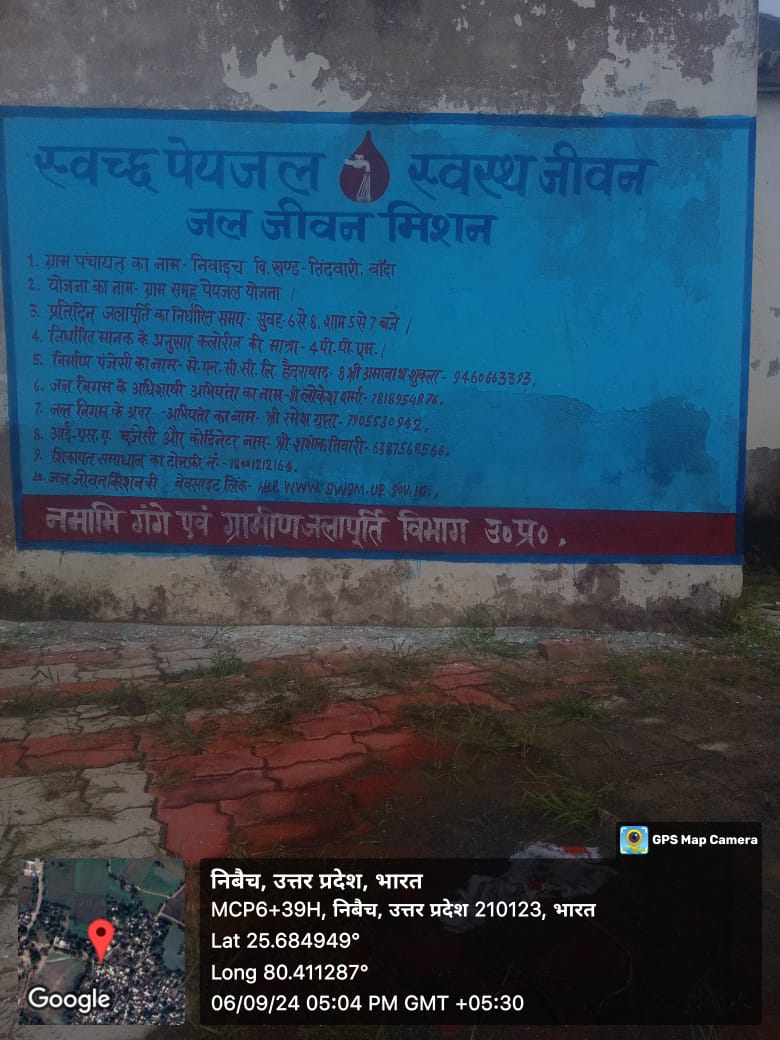 स्वच्छ पेयजल स्वस्थ जीवन
जल जीवन मिशन
1. ग्राम पंचायत का नाम- निवाइच वि.खण्ड- तिंदवारी, बाँदा
2. योजना का नाम- ग्राम समूह पेयजल योजना ।
3. प्रतिदिन जलापूर्ति का निर्धारित समय- सुवह 6 से 8, शाम 5 से 7 बजे ।
4. निर्धारित मानक के अनुसार क्लोरीन की मात्रा- 4 पी.पी.एम. ।
5. निर्माण एंजेसी का नाम- मे.एन.सी.सी.लि. हैदराबाद- श्री अमरनाथ शुक्ला- 9460663393,
6. जल निगम के अधिशाषी अभियंता का नाम- श्री लोकेश शर्मा- 7818954876.
7. जल निगम के अवर -अभियंता का नाम- श्री रमेश गुप्ता- 7905530942,
8. आई.एस.ए. एजेंसी और कोर्डिनेटर नाम- श्री शशांक तिवारी- 6387568566.
9. शिकायत समाधान का टोलफ्री नं.- 18001212164.
10. जल जीवन मिशन री वेवसाइट लिंक- WWW. SWSM. UP. gov. in.,
नमामि गंगे एवं ग्रामीण जलापूर्ति विभाग उ०प्र०,
GPS Map Camera
निबैच, उत्तर प्रदेश, भारत
MCP6+39H, निबैच, उत्तर प्रदेश 210123, भारत
Lat 25.684949°
Long 80.411287°
06/09/24 05:04 PM GMT +05:30
Google